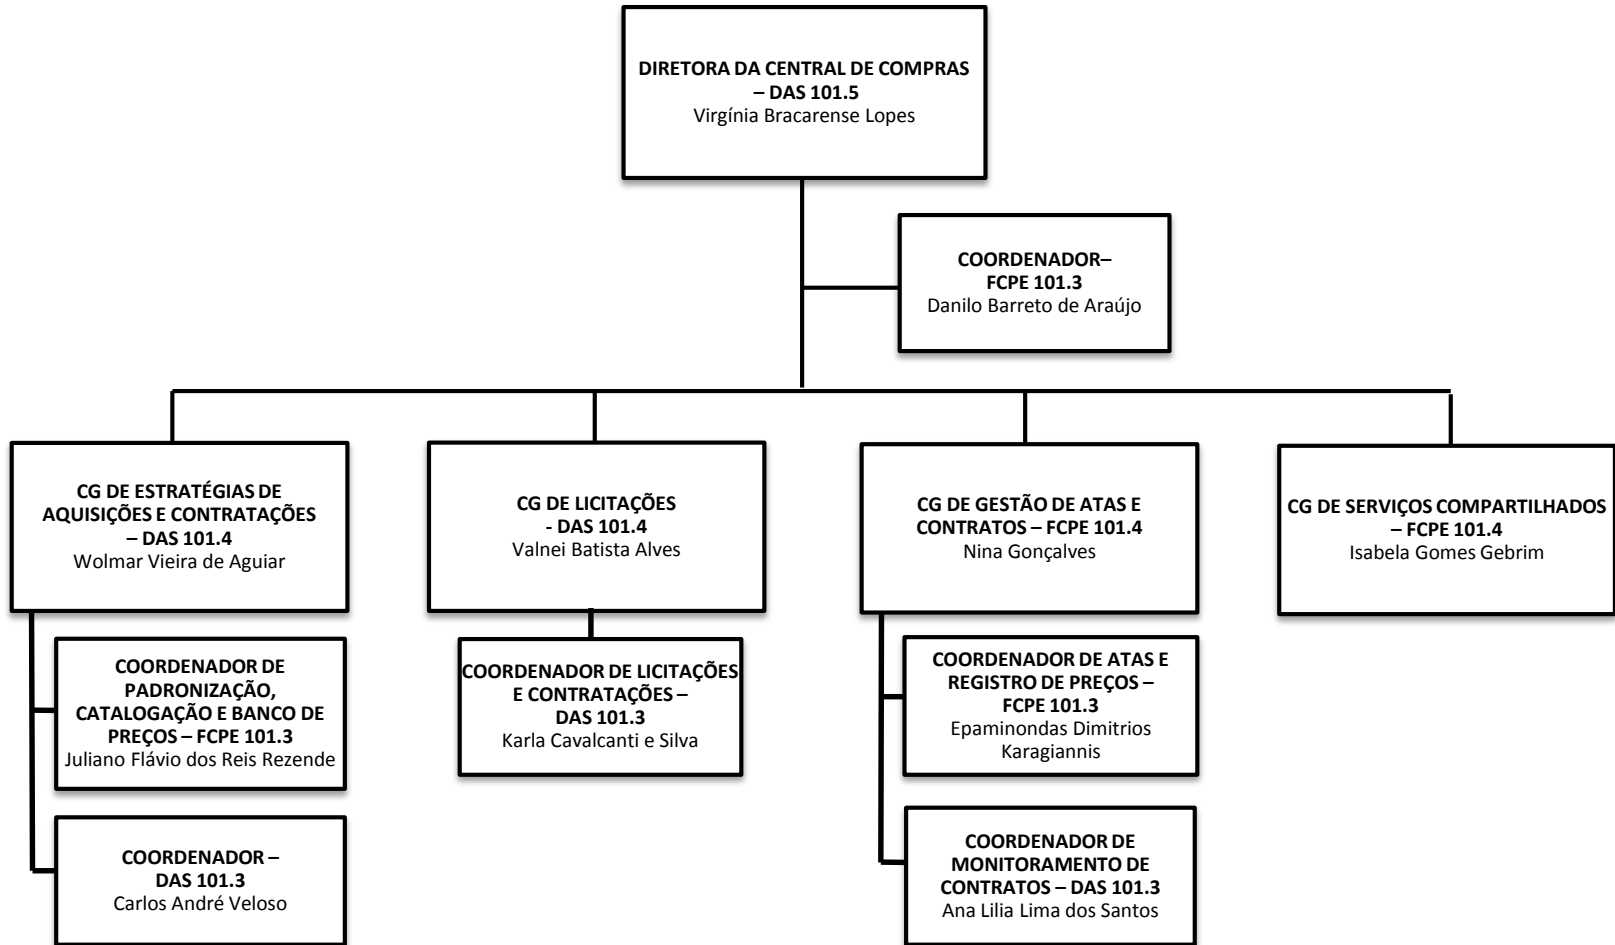 DIRETORA DA CENTRAL DE COMPRAS
– DAS 101.5
Virgínia Bracarense Lopes
COORDENADOR–
FCPE 101.3
Danilo Barreto de Araújo
CG DE ESTRATÉGIAS DE
AQUISIÇÕES E CONTRATAÇÕES
– DAS 101.4
Wolmar Vieira de Aguiar
CG DE LICITAÇÕES
- DAS 101.4
Valnei Batista Alves
CG DE GESTÃO DE ATAS E
CONTRATOS – FCPE 101.4
Nina Gonçalves
CG DE SERVIÇOS COMPARTILHADOS
– FCPE 101.4
Isabela Gomes Gebrim
COORDENADOR DE
PADRONIZAÇÃO,
CATALOGAÇÃO E BANCO DE
PREÇOS – FCPE 101.3
Juliano Flávio dos Reis Rezende
COORDENADOR DE LICITAÇÕES
E CONTRATAÇÕES –
DAS 101.3
Karla Cavalcanti e Silva
COORDENADOR DE ATAS E
REGISTRO DE PREÇOS –
FCPE 101.3
Epaminondas Dimitrios
Karagiannis
COORDENADOR –
DAS 101.3
Carlos André Veloso
COORDENADOR DE
MONITORAMENTO DE
CONTRATOS – DAS 101.3
Ana Lilia Lima dos Santos